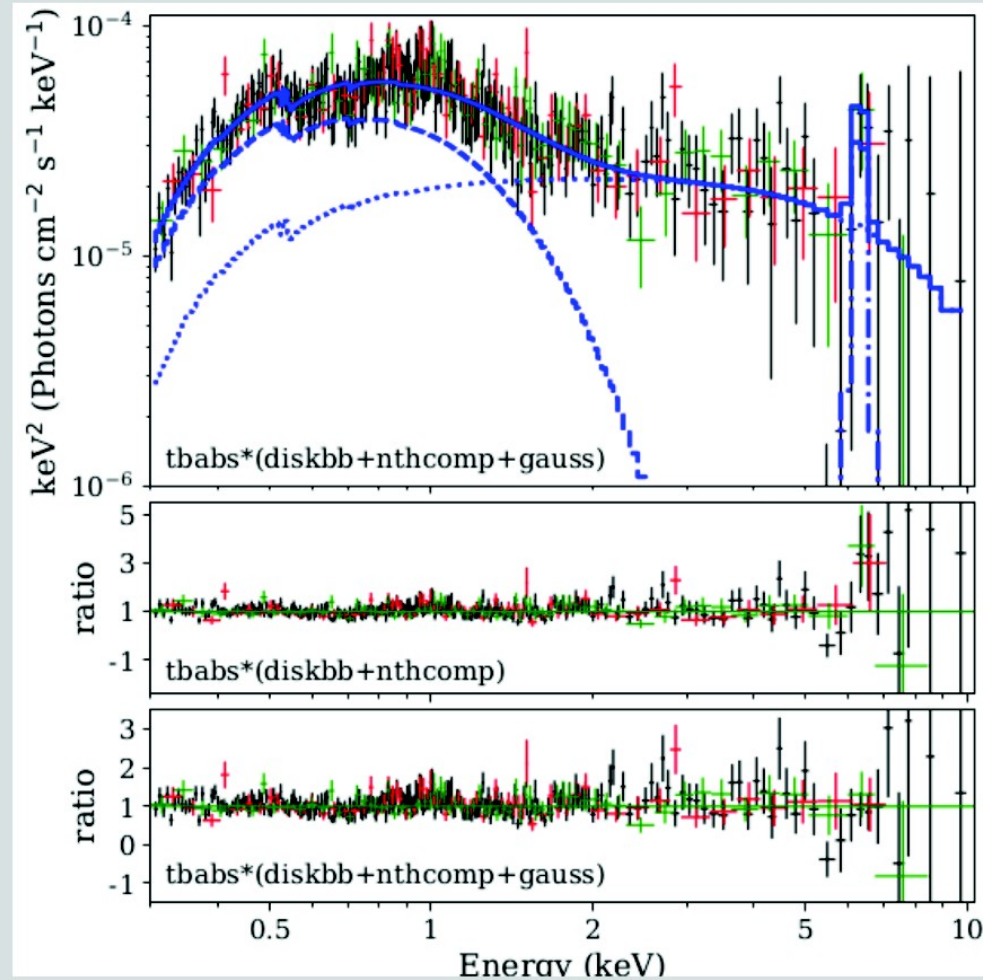 keV² (Photons cm⁻² s⁻¹ keV⁻¹)
10⁻⁴
10⁻⁵
10⁻⁶
tbabs*(diskbb+nthcomp+gauss)
ratio
5
3
1
-1
tbabs*(diskbb+nthcomp)
ratio
3
2
1
0
-1
tbabs*(diskbb+nthcomp+gauss)
0.5 1 2 5 10
Energy (keV)